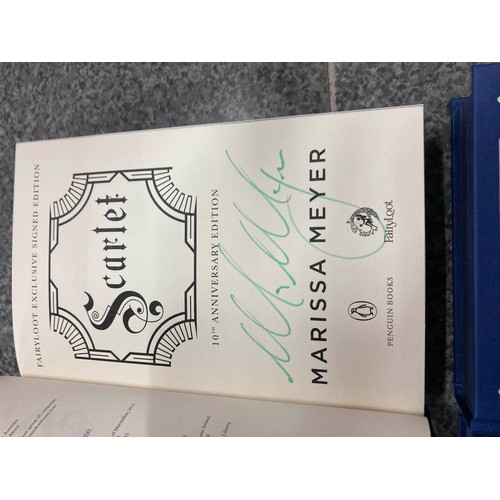 FAIRYLOOT EXCLUSIVE SIGNED EDITION
Scarlet
10TH ANNIVERSARY EDITION
MARISSA MEYER
FairyLoot
PENGUIN BOOKS